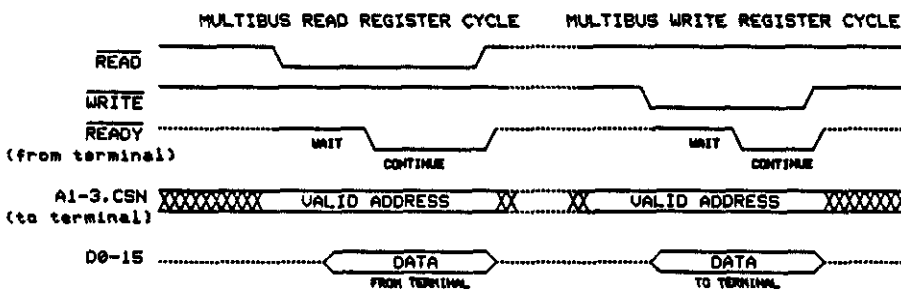 MULTIBUS READ REGISTER CYCLE MULTIBUS WRITE REGISTER CYCLE
READ
WRITE
READY
(from terminal)
WAIT
CONTINUE
WAIT
CONTINUE
A1-3.CSN
(to terminal)
VALID ADDRESS
VALID ADDRESS
D0-15
DATA
FROM TERMINAL
DATA
TO TERMINAL